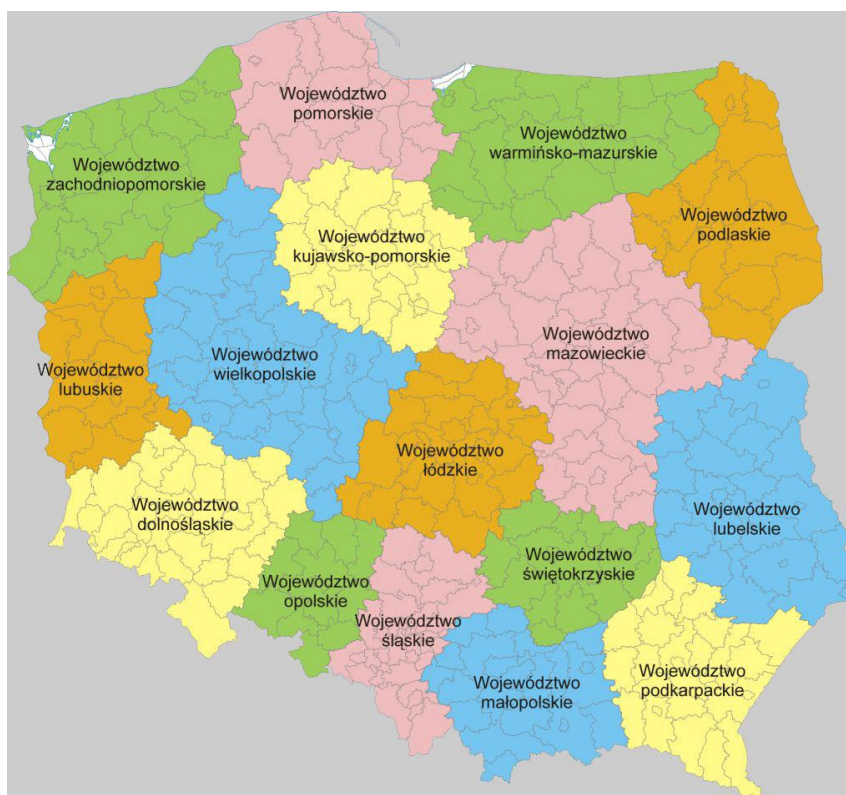 Województwo
pomorskie
Województwo
warmińsko-mazurskie
Województwo
zachodniopomorskie
Województwo
podlaskie
Województwo
kujawsko-pomorskie
Województwo
mazowieckie
Województwo
wielkopolskie
Województwo
lubuskie
Województwo
łódzkie
Województwo
dolnośląskie
Województwo
lubelskie
Województwo
świętokrzyskie
Województwo
opolskie
Województwo
śląskie
Województwo
podkarpackie
Województwo
małopolskie